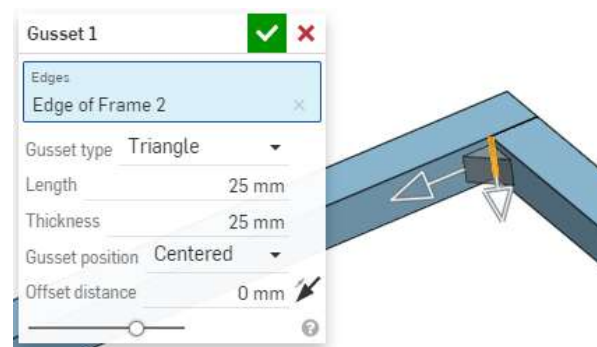 Gusset 1
Edges
Edge of Frame 2
Gusset type Triangle
Length 25 mm
Thickness 25 mm
Gusset position Centered
Offset distance 0 mm